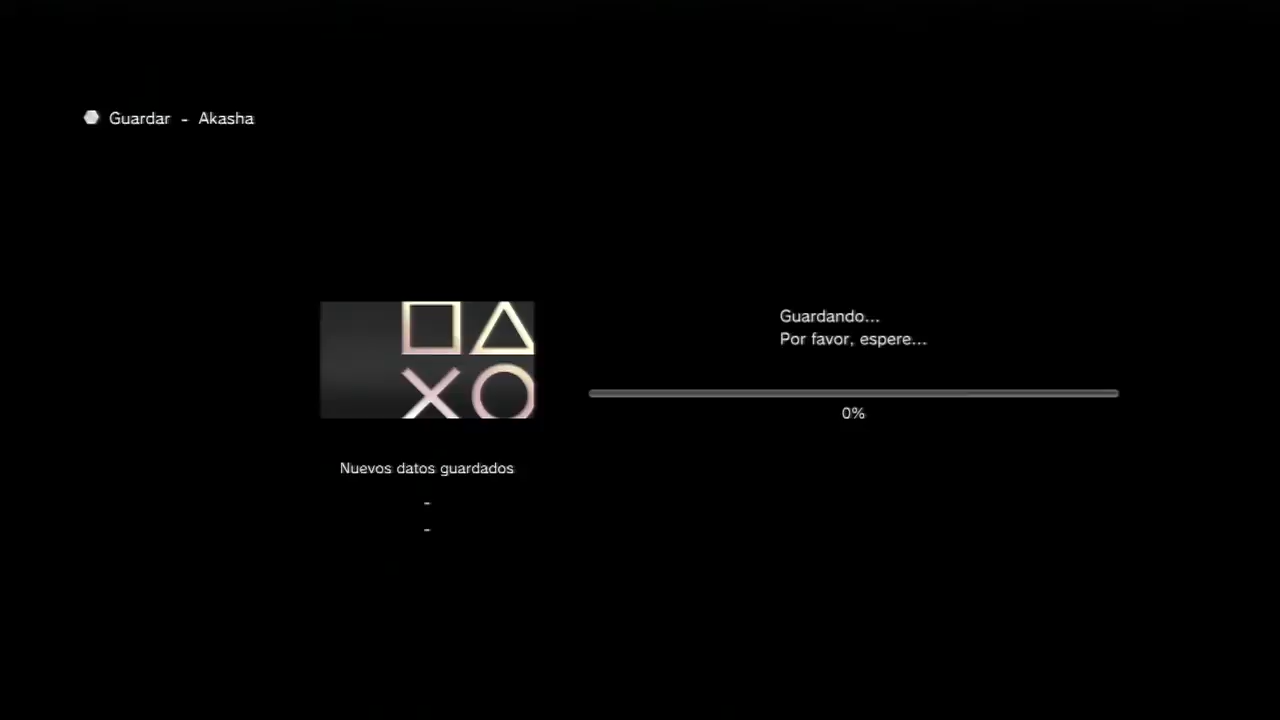 Guardar - Akasha
Guardando...
Por favor, espere...
0%
Nuevos datos guardados
-
-